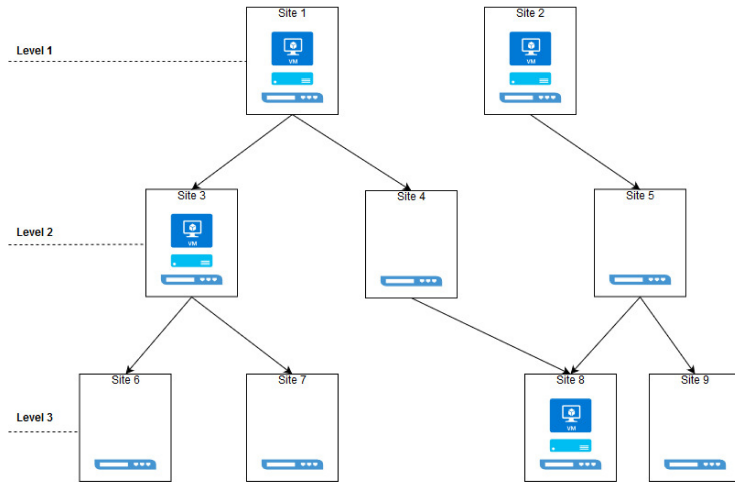 Site 1
Site 2
Level 1
VM
VM
Site 3
Site 4
Site 5
Level 2
VM
Site 6
Site 7
Site 8
Site 9
Level 3
VM